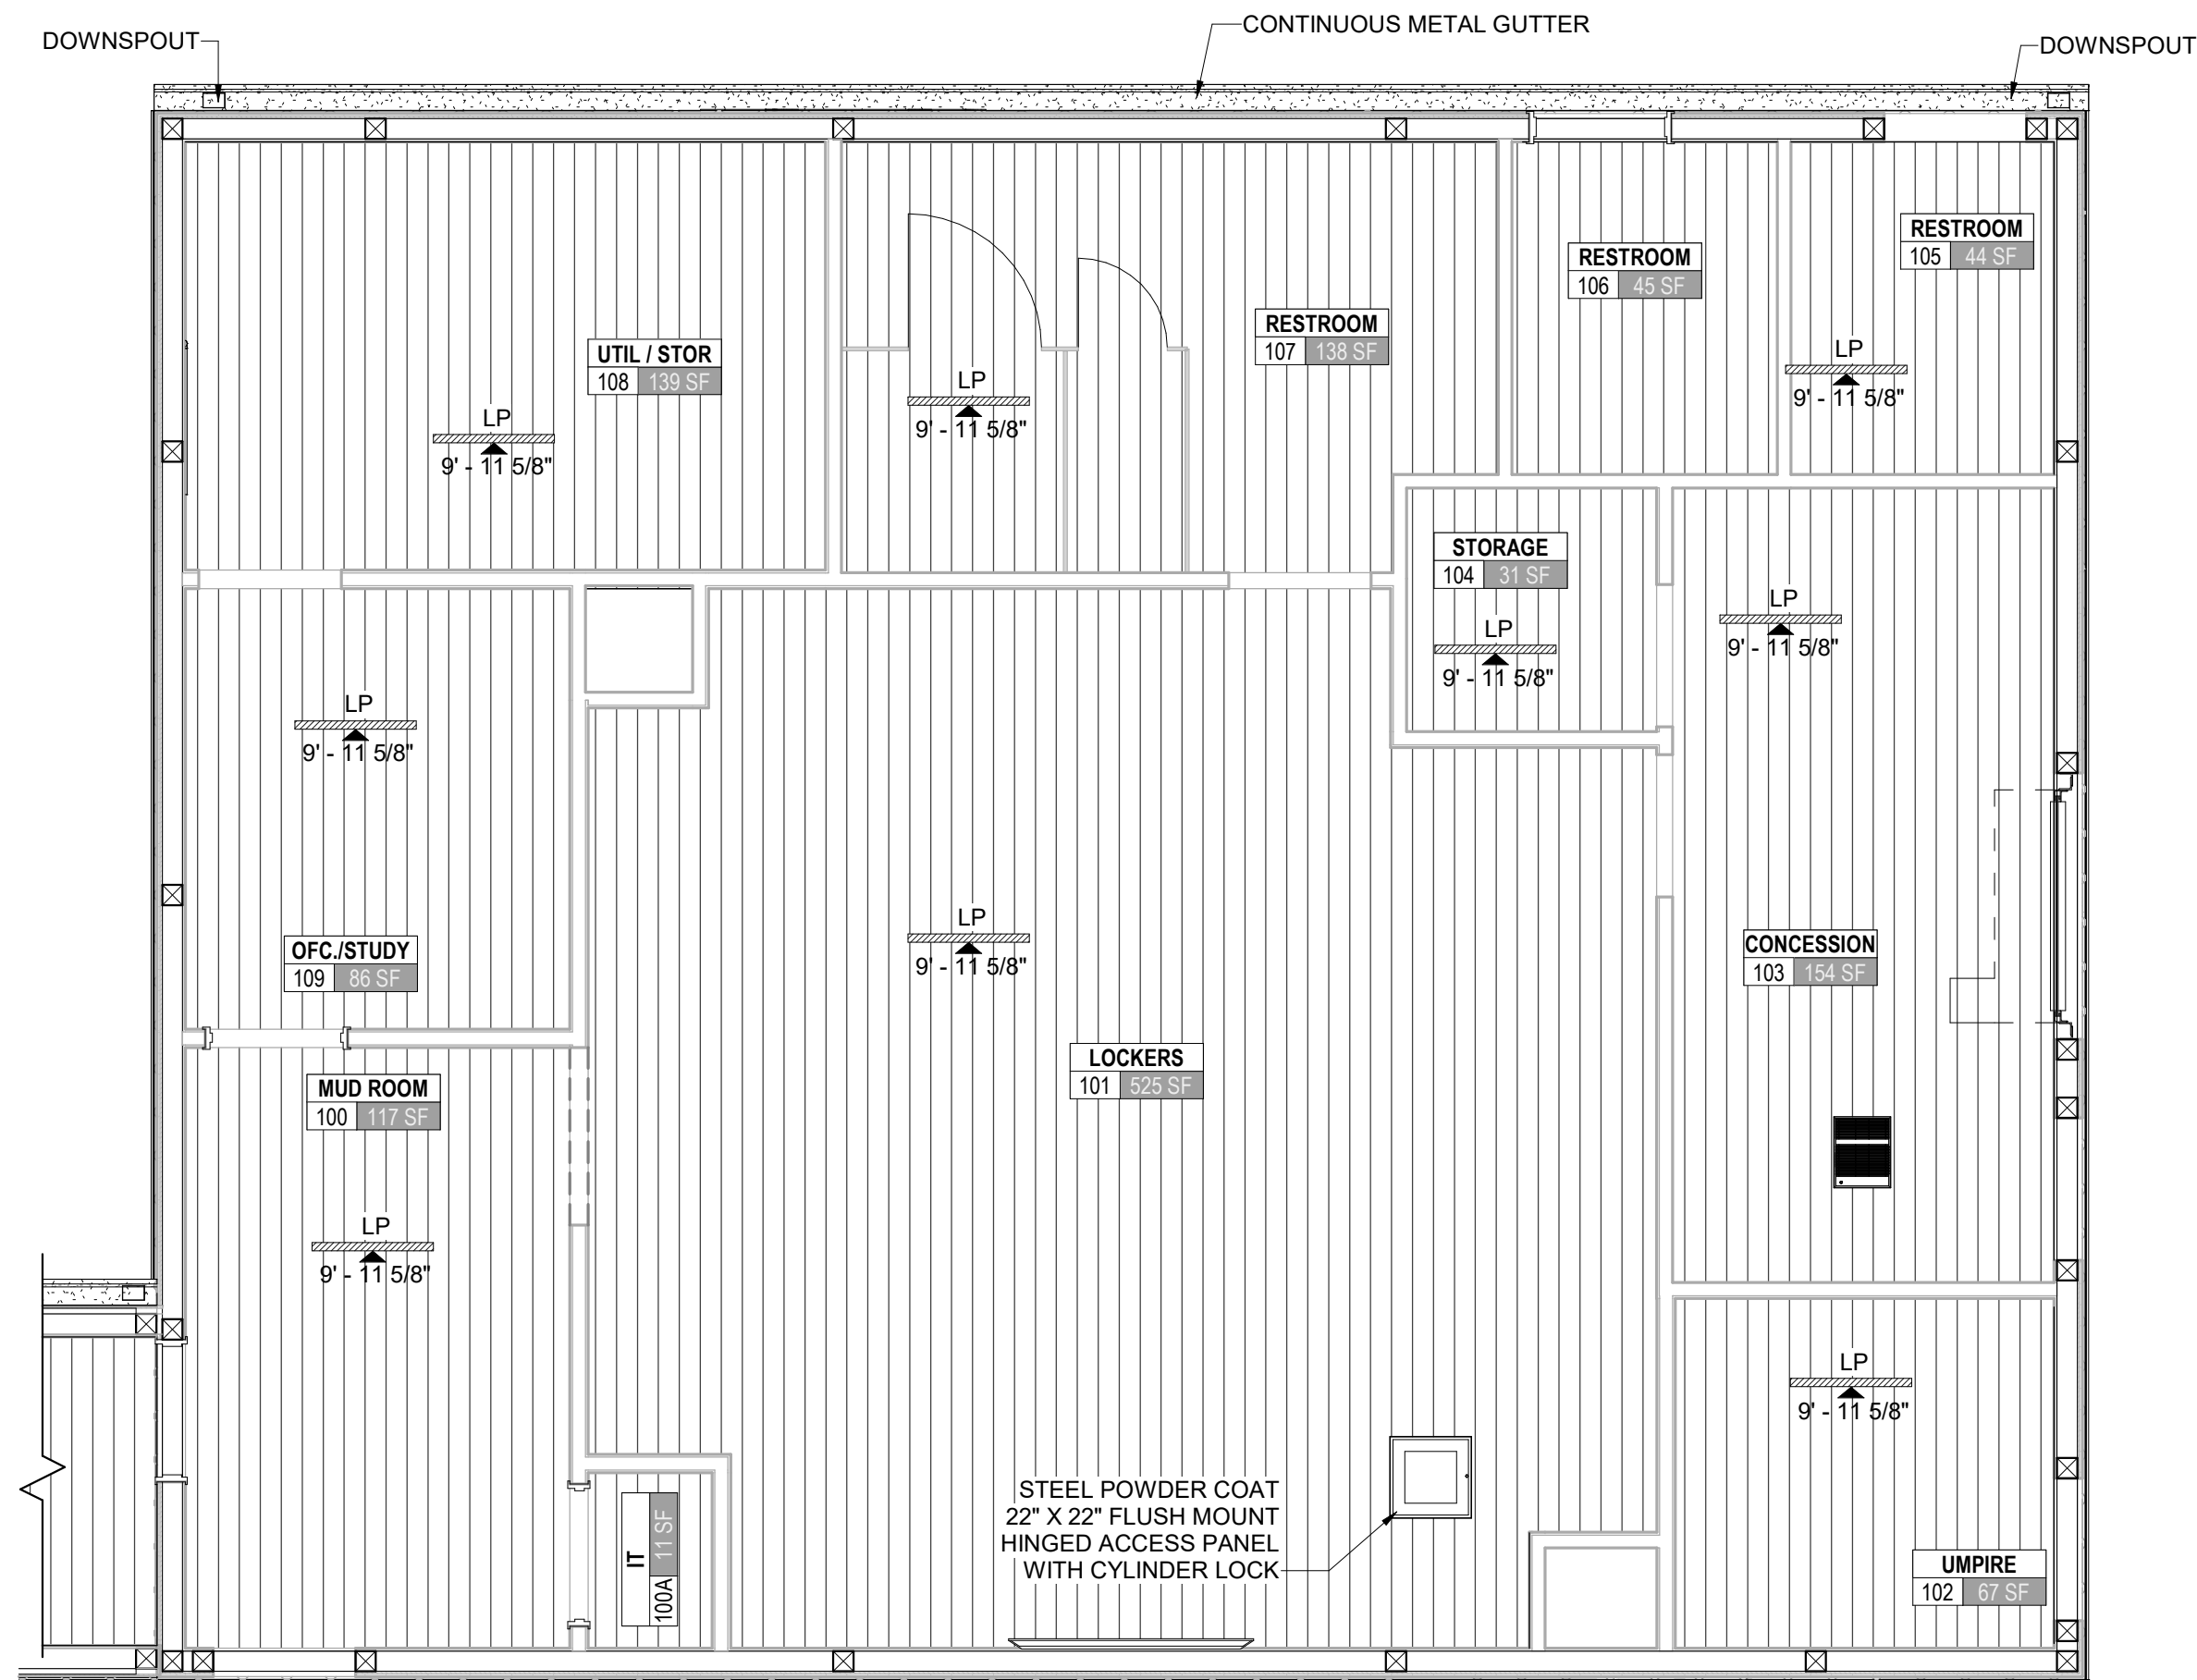 CONTINUOUS METAL GUTTER
DOWNSPOUT
DOWNSPOUT
RESTROOM
105 44 SF
RESTROOM
106 45 SF
RESTROOM
107 138 SF
UTIL / STOR
108 139 SF
LP
9' - 11 5/8"
LP
9' - 11 5/8"
LP
9' - 11 5/8"
STORAGE
104 31 SF
LP
9' - 11 5/8"
LP
9' - 11 5/8"
LP
9' - 11 5/8"
LP
9' - 11 5/8"
OFC./STUDY
109 86 SF
CONCESSION
103 154 SF
LOCKERS
101 525 SF
MUD ROOM
100 117 SF
LP
9' - 11 5/8"
LP
9' - 11 5/8"
STEEL POWDER COAT
22" X 22" FLUSH MOUNT
HINGED ACCESS PANEL
WITH CYLINDER LOCK
IT
100A 11 SF
UMPIRE
102 67 SF